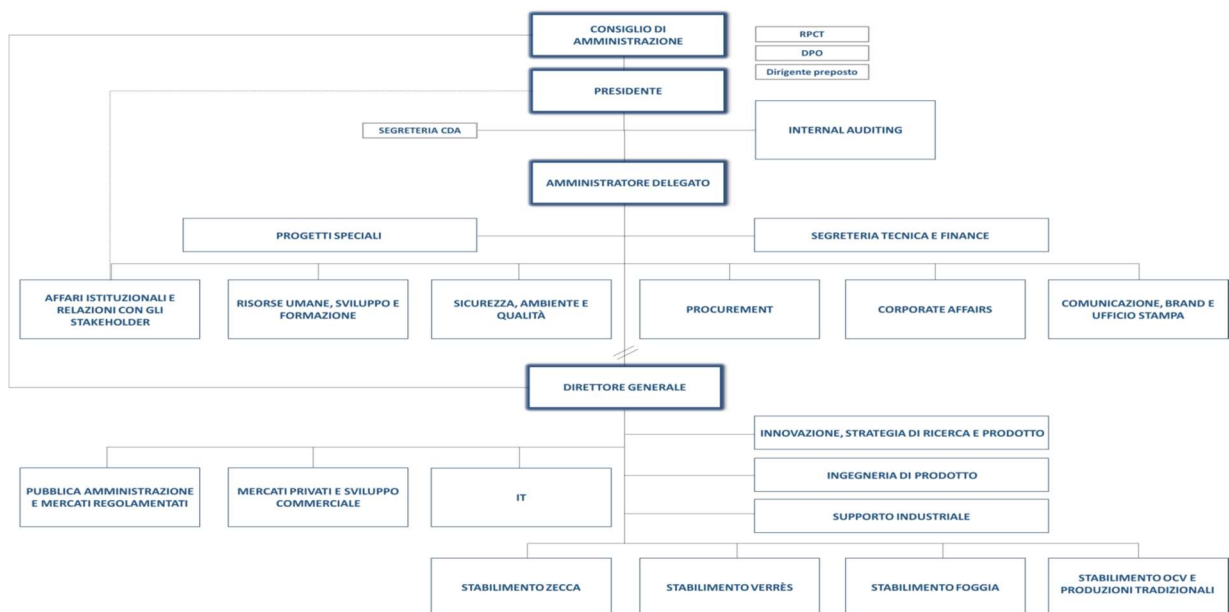 CONSIGLIO DI
AMMINISTRAZIONE
RPCT
DPO
Dirigente preposto
PRESIDENTE
SEGRETERIA CDA
INTERNAL AUDITING
AMMINISTRATORE DELEGATO
PROGETTI SPECIALI
SEGRETERIA TECNICA E FINANCE
AFFARI ISTITUZIONALI E
RELAZIONI CON GLI
STAKEHOLDER
RISORSE UMANE, SVILUPPO E
FORMAZIONE
SICUREZZA, AMBIENTE E
QUALITÀ
PROCUREMENT
CORPORATE AFFAIRS
COMUNICAZIONE, BRAND E
UFFICIO STAMPA
DIRETTORE GENERALE
INNOVAZIONE, STRATEGIA DI RICERCA E PRODOTTO
INGEGNERIA DI PRODOTTO
SUPPORTO INDUSTRIALE
PUBBLICA AMMINISTRAZIONE
E MERCATI REGOLAMENTATI
MERCATI PRIVATI E SVILUPPO
COMMERCIALE
IT
STABILIMENTO ZECCA
STABILIMENTO VERRÈS
STABILIMENTO FOGGIA
STABILIMENTO OCV E
PRODUZIONI TRADIZIONALI